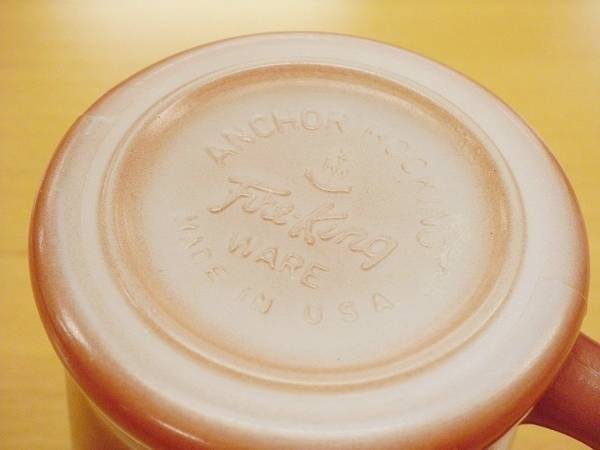 ANCHOR HOCKING
Fire-King
WARE
MADE IN USA